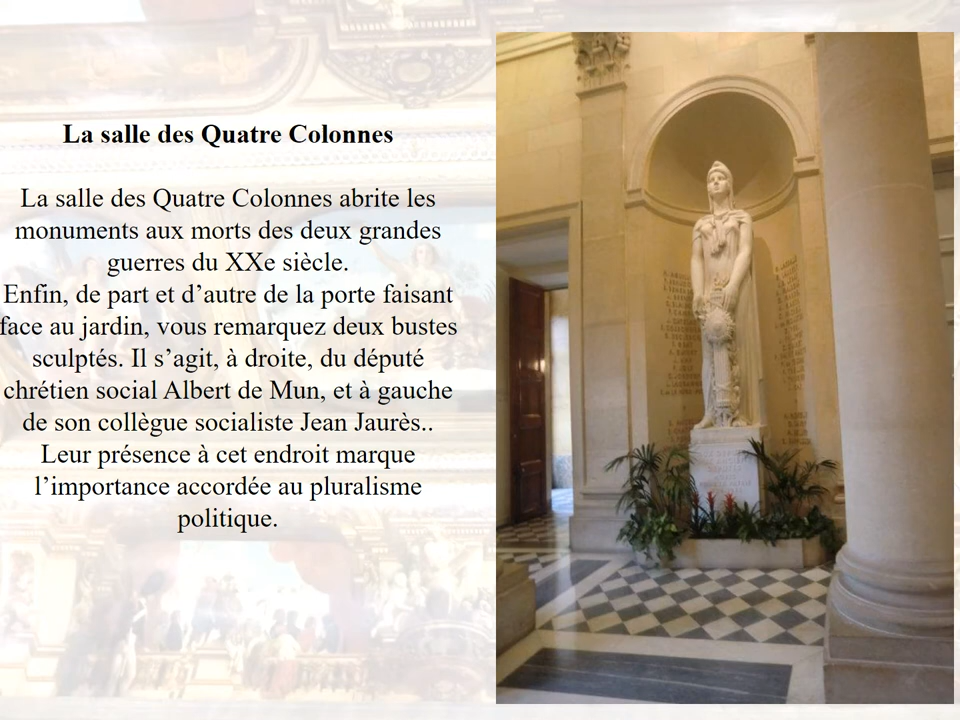 La salle des Quatre Colonnes
La salle des Quatre Colonnes abrite les
monuments aux morts des deux grandes
guerres du XXe siècle.
Enfin, de part et d’autre de la porte faisant
face au jardin, vous remarquez deux bustes
sculptés. Il s’agit, à droite, du député
chrétien social Albert de Mun, et à gauche
de son collègue socialiste Jean Jaurès..
Leur présence à cet endroit marque
l’importance accordée au pluralisme
politique.